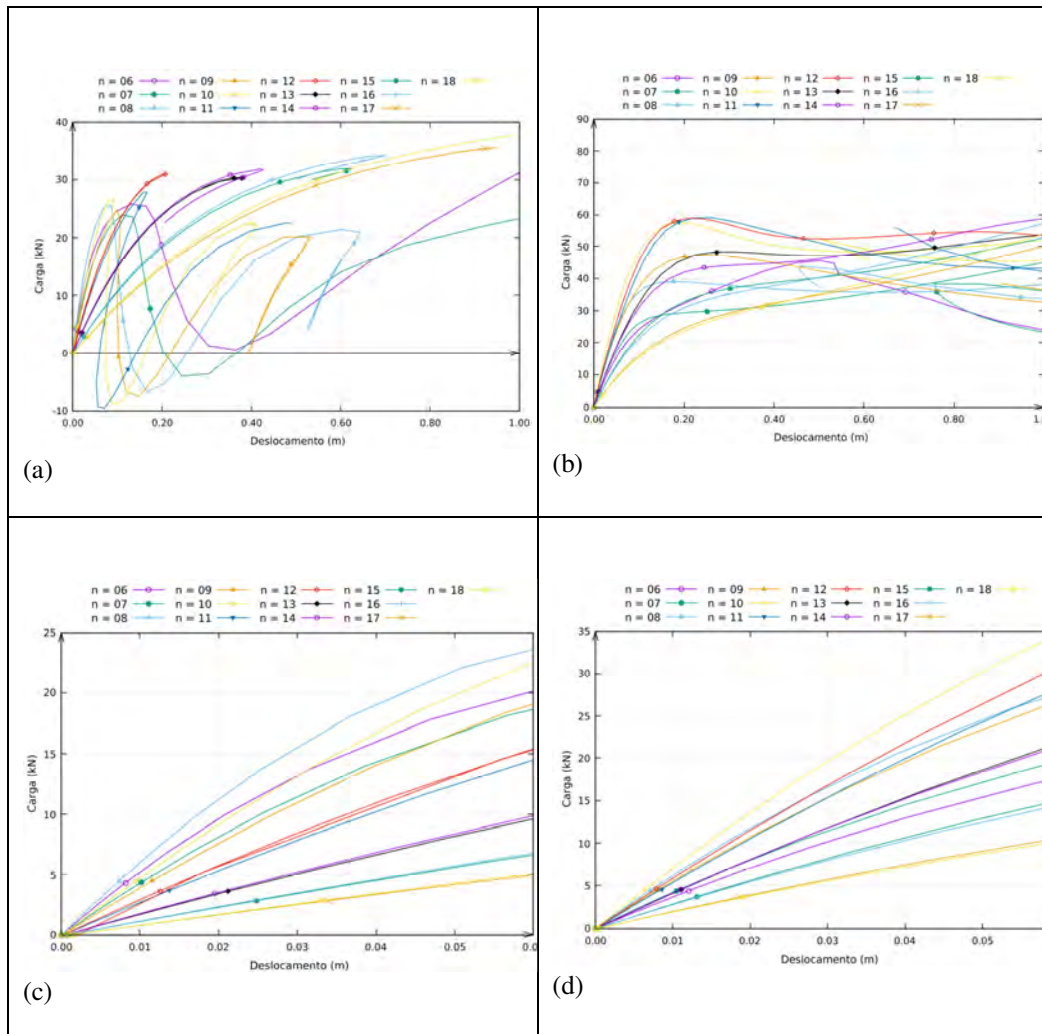 n = 06 n = 09 n = 12 n = 15 n = 18
n = 07 n = 10 n = 13 n = 16
n = 08 n = 11 n = 14 n = 17
40
30
20
10
0
-10
Carga (kN)
0.00 0.20 0.40 0.60 0.80 1.00
Deslocamento (m)
(a)
n = 06 n = 09 n = 12 n = 15 n = 18
n = 07 n = 10 n = 13 n = 16
n = 08 n = 11 n = 14 n = 17
90
80
70
60
50
40
30
20
10
0
Carga (kN)
0.00 0.20 0.40 0.60 0.80 1.0
Deslocamento (m)
(b)
n = 06 n = 09 n = 12 n = 15 n = 18
n = 07 n = 10 n = 13 n = 16
n = 08 n = 11 n = 14 n = 17
25
20
15
10
5
0
Carga (kN)
0.00 0.01 0.02 0.03 0.04 0.05 0.0
Deslocamento (m)
(c)
n = 06 n = 09 n = 12 n = 15 n = 18
n = 07 n = 10 n = 13 n = 16
n = 08 n = 11 n = 14 n = 17
35
30
25
20
15
10
5
0
Carga (kN)
0.00 0.01 0.02 0.03 0.04 0.05
Deslocamento (m)
(d)